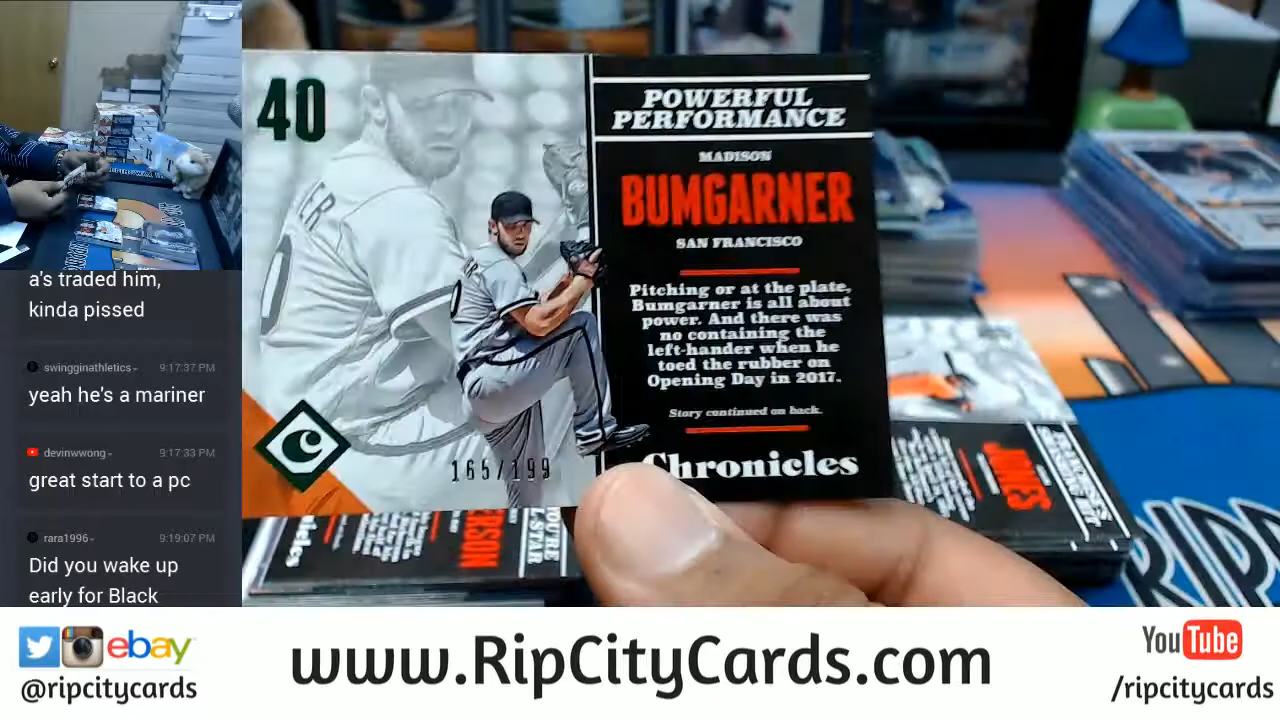 40
165/199
POWERFUL
PERFORMANCE
MADISON
BUMGARNER
SAN FRANCISCO
Pitching or at the plate,
Bumgarner is all about
power. And there was
no containing the
left-hander when he
toed the rubber on
Opening Day in 2017.
Story continued on back.
Chronicles
JONES
YOU'RE
a's traded him,
kinda pissed
swingginathletics 9:17:37 PM
yeah he's a mariner
devinwwong 9:17:33 PM
great start to a pc
rara1996 9:19:07 PM
Did you wake up
early for Black
ebay
@ripcitycards
www.RipCityCards.com
YouTube
/ripcitycards